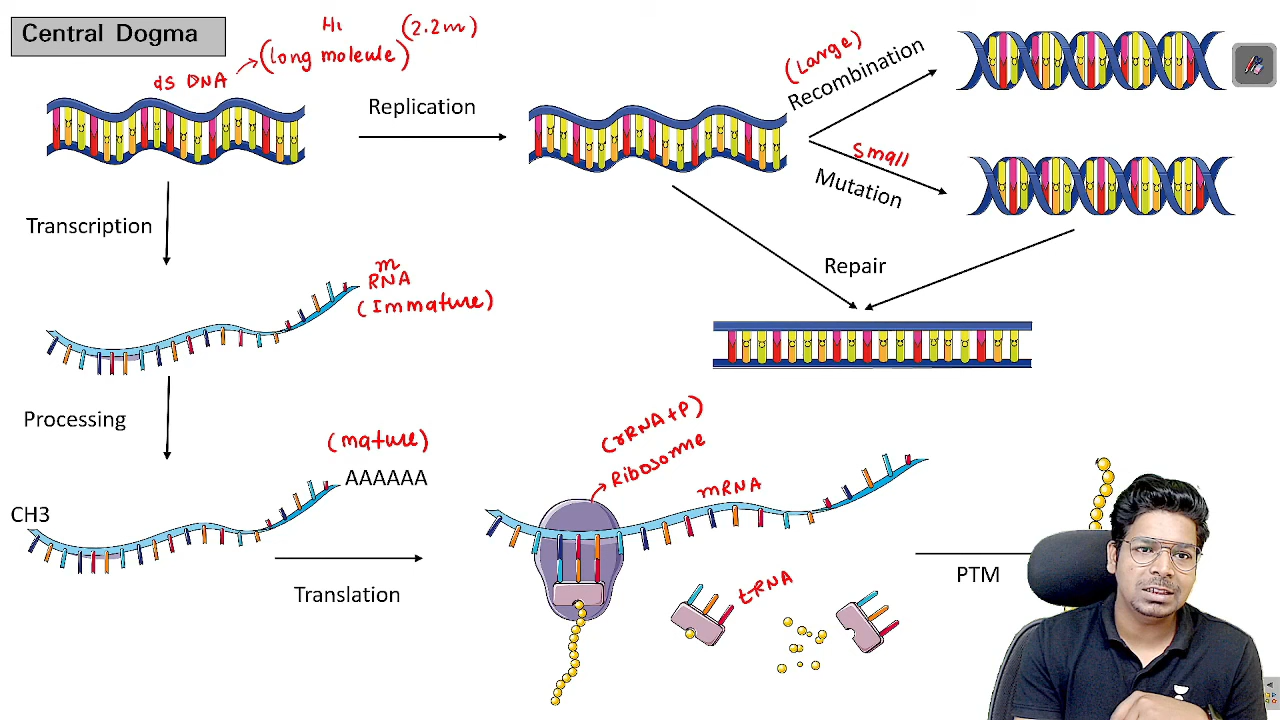 Central Dogma
Hu
(2.2m)
(long molecule)
ds DNA
Replication
(Large)
Recombination
Small
Mutation
Transcription
Repair
m
RNA
(Immature)
Processing
(mature)
AAAAAA
CH3
(rRNA+P)
Ribosome
mRNA
Translation
tRNA
PTM